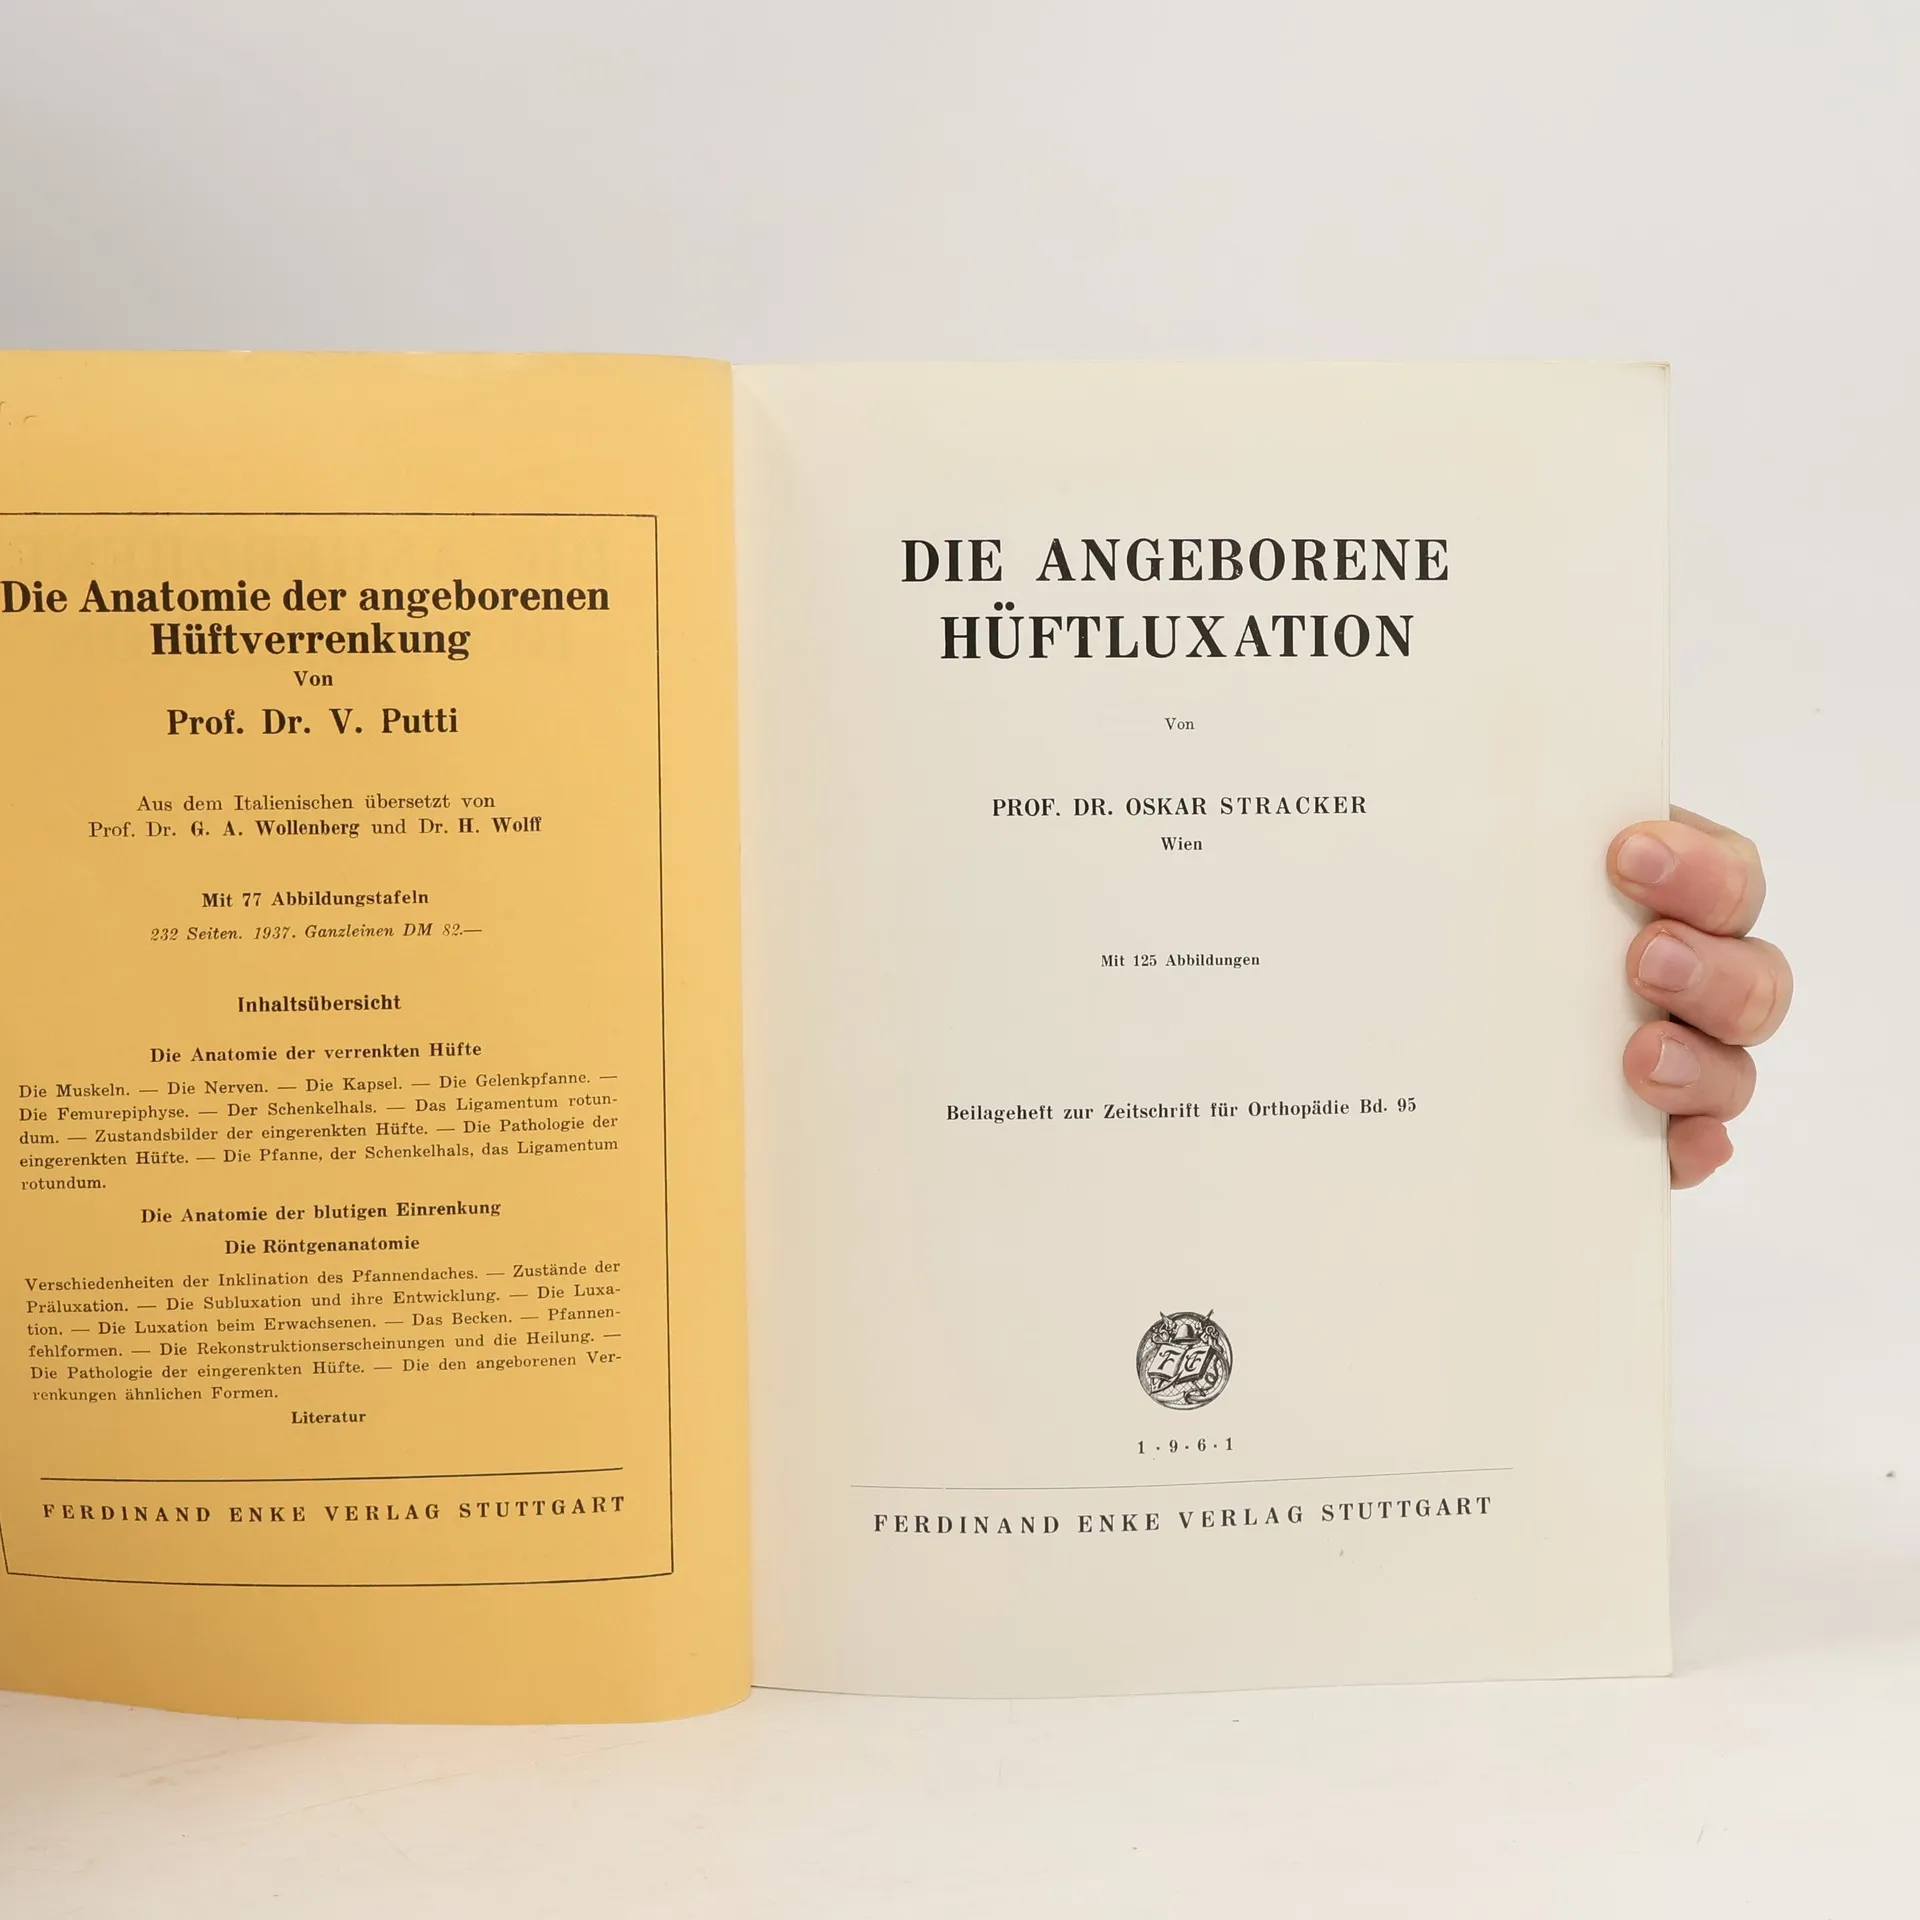 Die Anatomie der angeborenen
Hüftverrenkung
Von
Prof. Dr. V. Putti
Aus dem Italienischen übersetzt von
Prof. Dr. G. A. Wollenberg und Dr. H. Wolff
Mit 77 Abbildungstafeln
232 Seiten. 1937. Ganzleinen DM 82.—
Inhaltsübersicht
Die Anatomie der verrenkten Hüfte
Die Muskeln. — Die Nerven. — Die Kapsel. — Die Gelenkpfanne. —
Die Femurepiphyse. — Der Schenkelhals. — Das Ligamentum rotun-
dum. — Zustandsbilder der eingerenkten Hüfte. — Die Pathologie der
eingerenkten Hüfte. — Die Pfanne, der Schenkelhals, das Ligamentum
rotundum.
Die Anatomie der blutigen Einrenkung
Die Röntgenanatomie
Verschiedenheiten der Inklination des Pfannendaches. — Zustände der
Präluxation. — Die Subluxation und ihre Entwicklung. — Die Luxa-
tion. — Die Luxation beim Erwachsenen. — Das Becken. — Pfannen-
fehlformen. — Die Rekonstruktionserscheinungen und die Heilung. —
Die Pathologie der eingerenkten Hüfte. — Die den angeborenen Ver-
renkungen ähnlichen Formen.
Literatur
FERDINAND ENKE VERLAG STUTTGART
DIE ANGEBORENE
HÜFTLUXATION
Von
PROF. DR. OSKAR STRACKER
Wien
Mit 125 Abbildungen
Beilageheft zur Zeitschrift für Orthopädie Bd. 95
F E
1 · 9 · 6 · 1
FERDINAND ENKE VERLAG STUTTGART